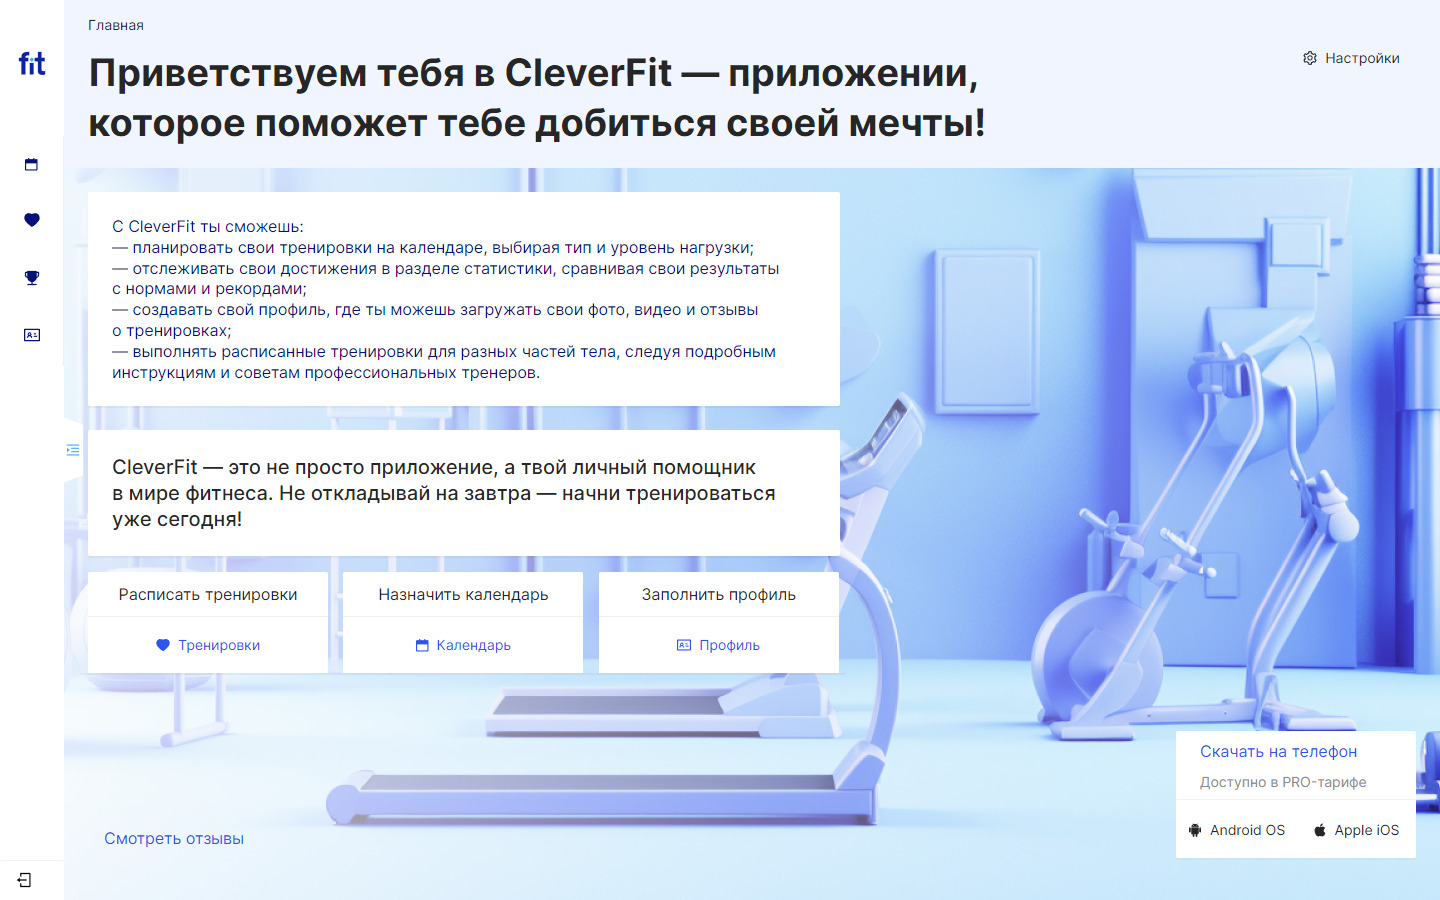 Главная
fit
Приветствуем тебя в CleverFit — приложении,
которое поможет тебе добиться своей мечты!
Настройки
С CleverFit ты сможешь:
— планировать свои тренировки на календаре, выбирая тип и уровень нагрузки;
— отслеживать свои достижения в разделе статистики, сравнивая свои результаты
с нормами и рекордами;
— создавать свой профиль, где ты можешь загружать свои фото, видео и отзывы
о тренировках;
— выполнять расписанные тренировки для разных частей тела, следуя подробным
инструкциям и советам профессиональных тренеров.
CleverFit — это не просто приложение, а твой личный помощник
в мире фитнеса. Не откладывай на завтра — начни тренироваться
уже сегодня!
Расписать тренировки
Тренировки
Назначить календарь
Календарь
Заполнить профиль
Профиль
Скачать на телефон
Доступно в PRO-тарифе
Android OS
Apple iOS
Смотреть отзывы